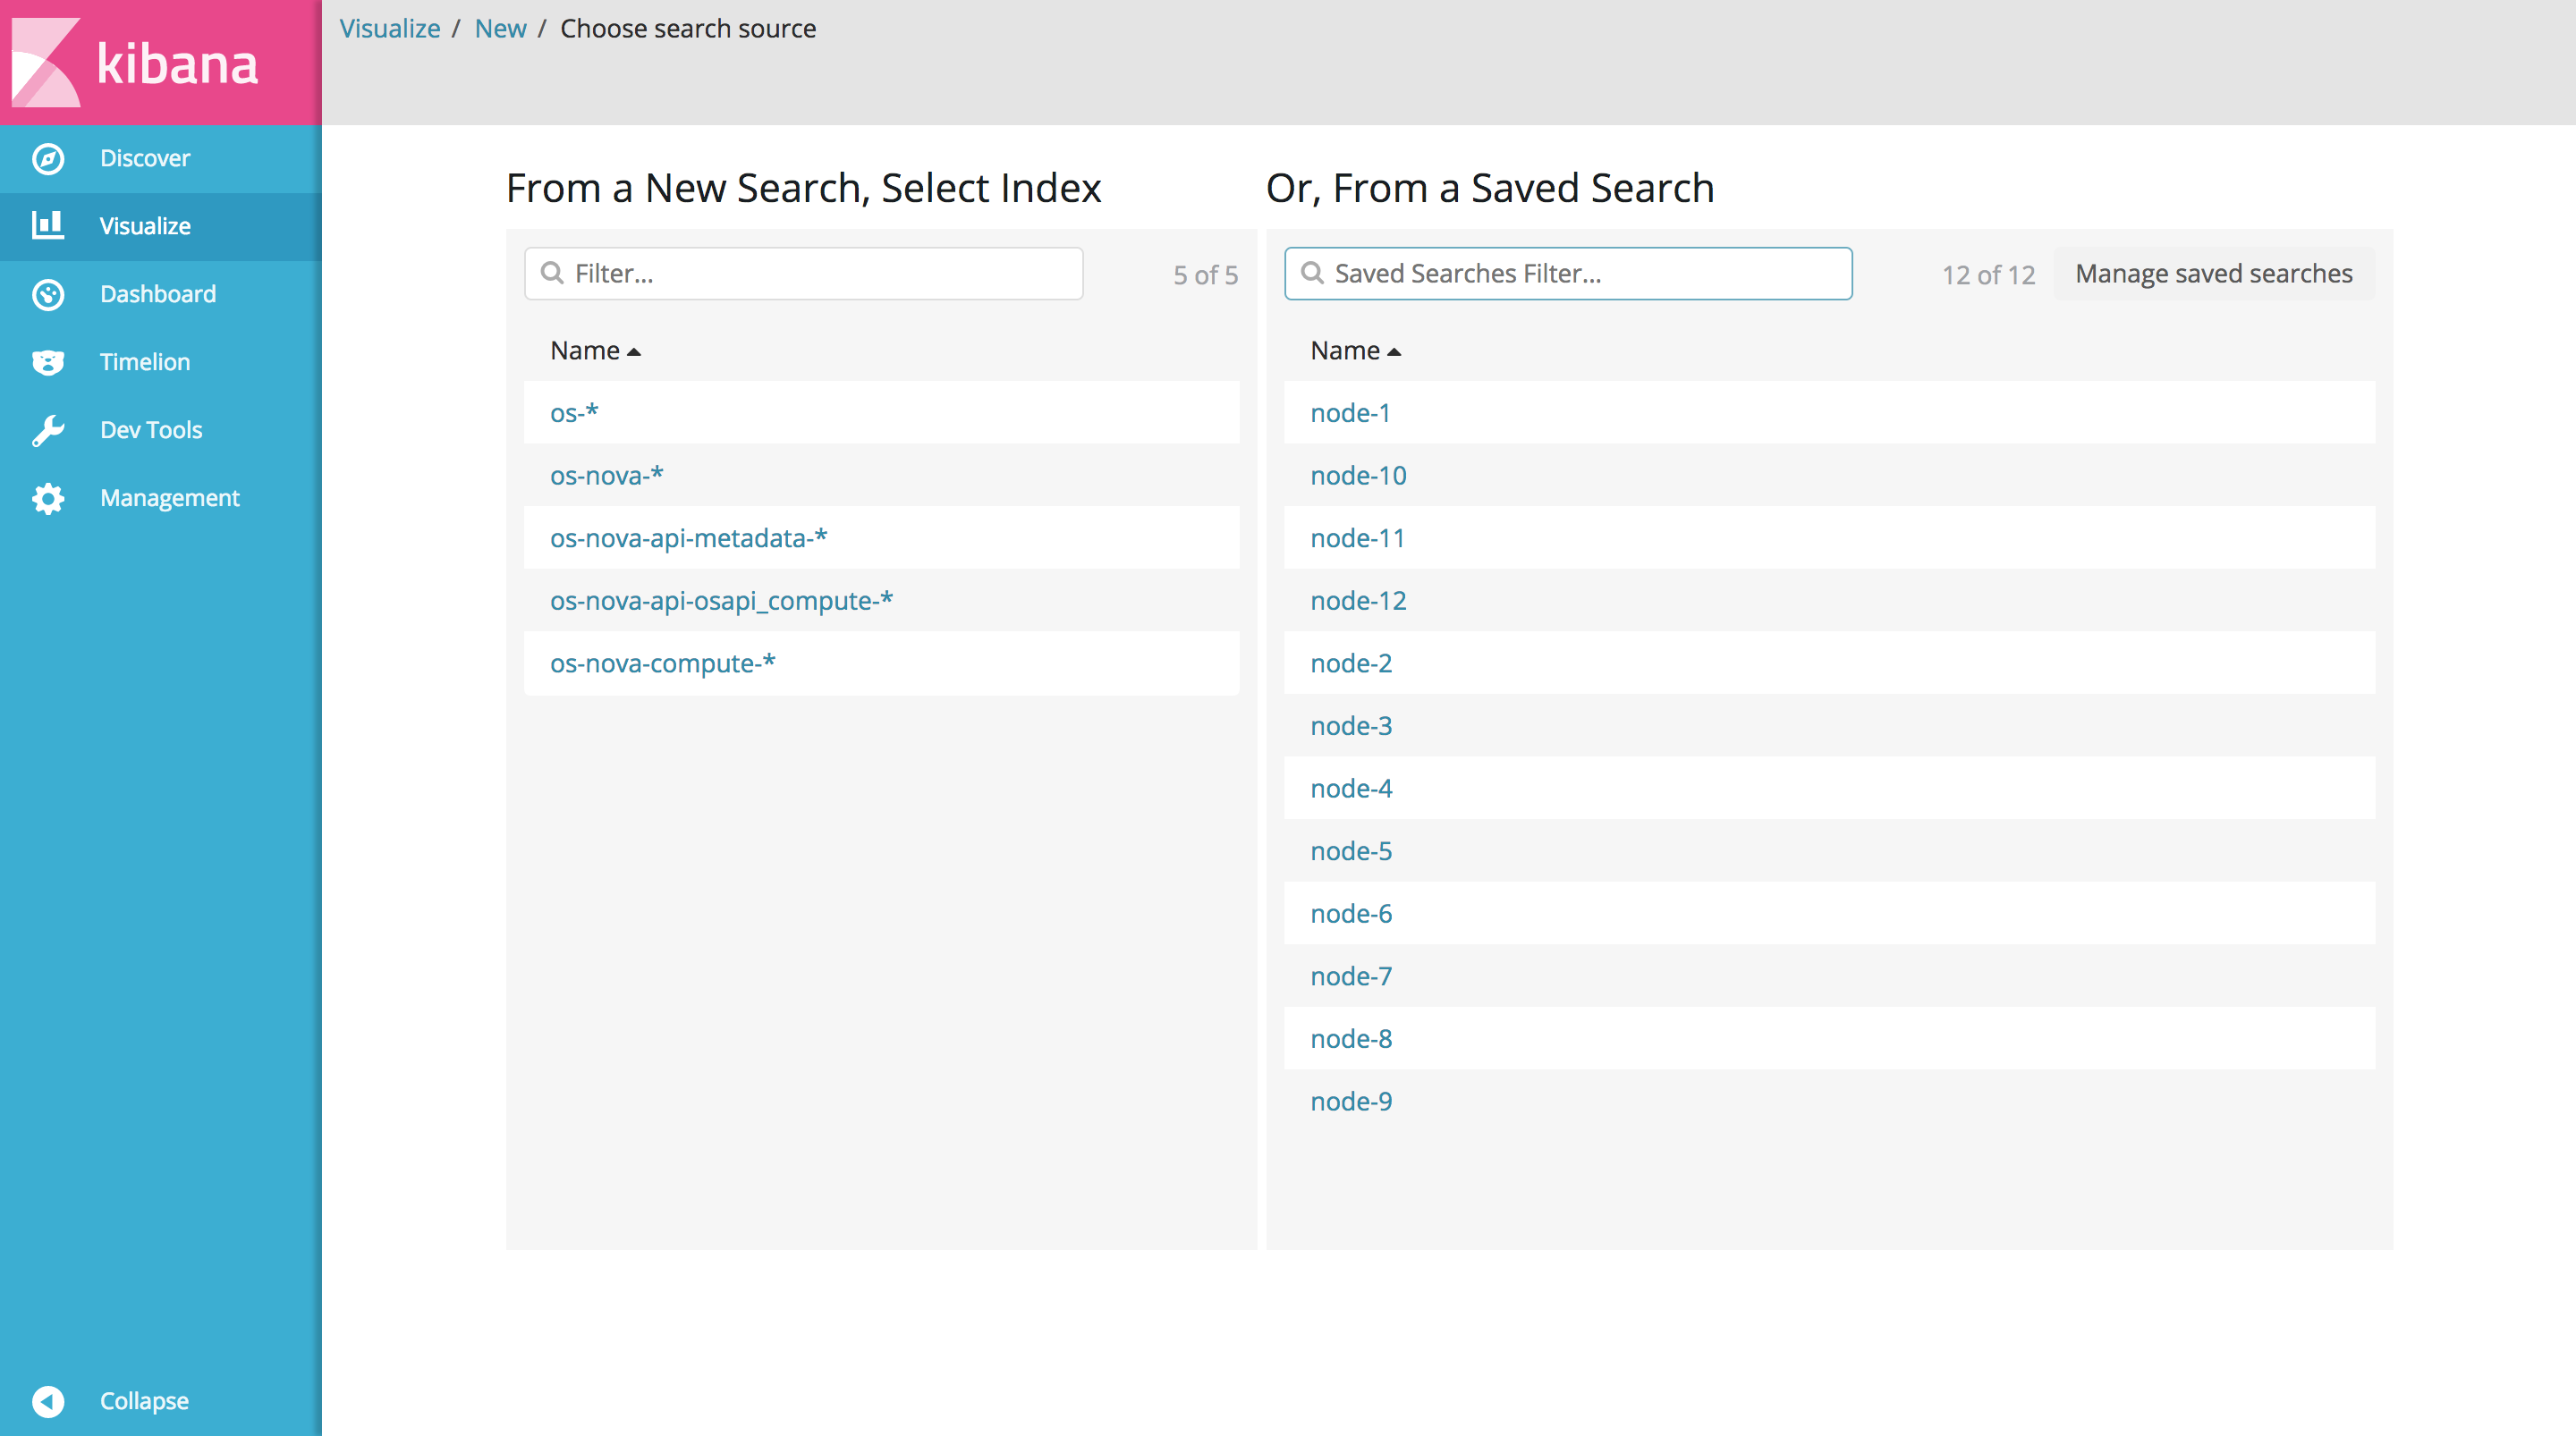 kibana
Discover
Visualize
Dashboard
Timelion
Dev Tools
Management
Collapse
Visualize / New / Choose search source
From a New Search, Select Index
Filter...
5 of 5
Name
os-*
os-nova-*
os-nova-api-metadata-*
os-nova-api-osapi_compute-*
os-nova-compute-*
Or, From a Saved Search
Saved Searches Filter...
12 of 12
Manage saved searches
Name
node-1
node-10
node-11
node-12
node-2
node-3
node-4
node-5
node-6
node-7
node-8
node-9